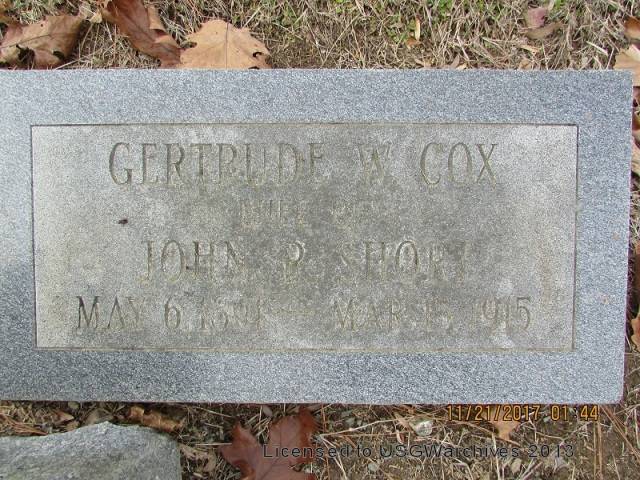 GERTRUDE W. COX
WIFE OF
JOHN P. SHORT
MAY 6, 1891 — MAR. 15, 1915
11/21/2017 01:44
Licensed to USGWarchives 2013